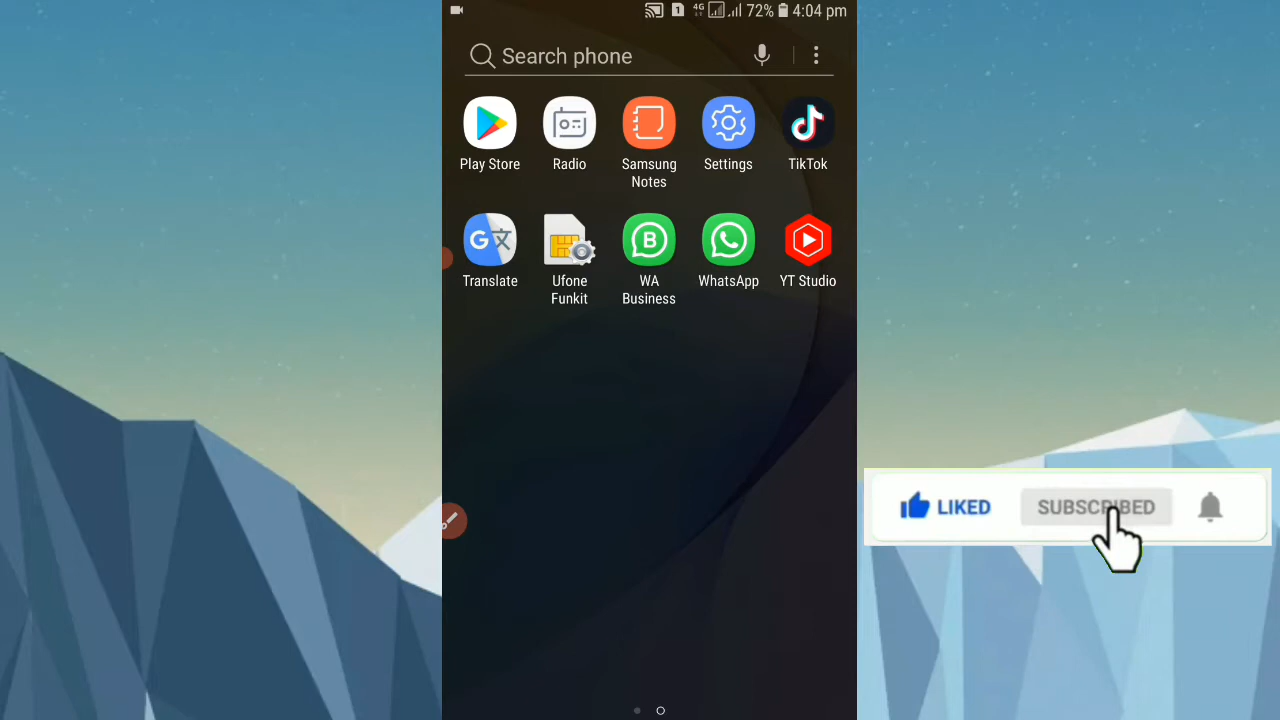 4G 72% 4:04 pm
Search phone
Play Store
Radio
Samsung
Notes
Settings
TikTok
Translate
Ufone
Funkit
WA
Business
WhatsApp
YT Studio
LIKED SUBSCRIBED